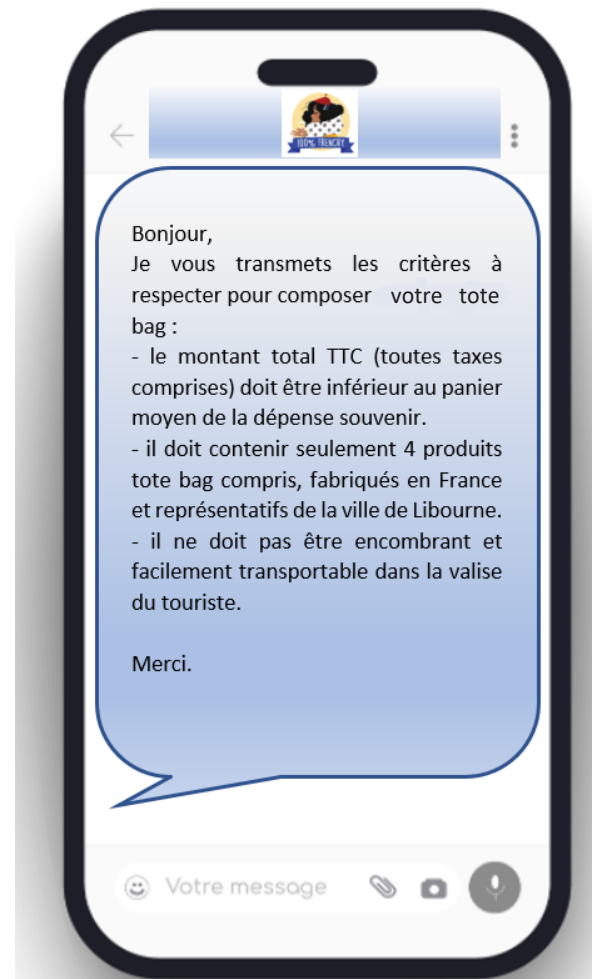 100% FRENCHY
Bonjour,
Je vous transmets les critères à
respecter pour composer votre tote
bag :
- le montant total TTC (toutes taxes
comprises) doit être inférieur au panier
moyen de la dépense souvenir.
- il doit contenir seulement 4 produits
tote bag compris, fabriqués en France
et représentatifs de la ville de Libourne.
- il ne doit pas être encombrant et
facilement transportable dans la valise
du touriste.
Merci.
Votre message